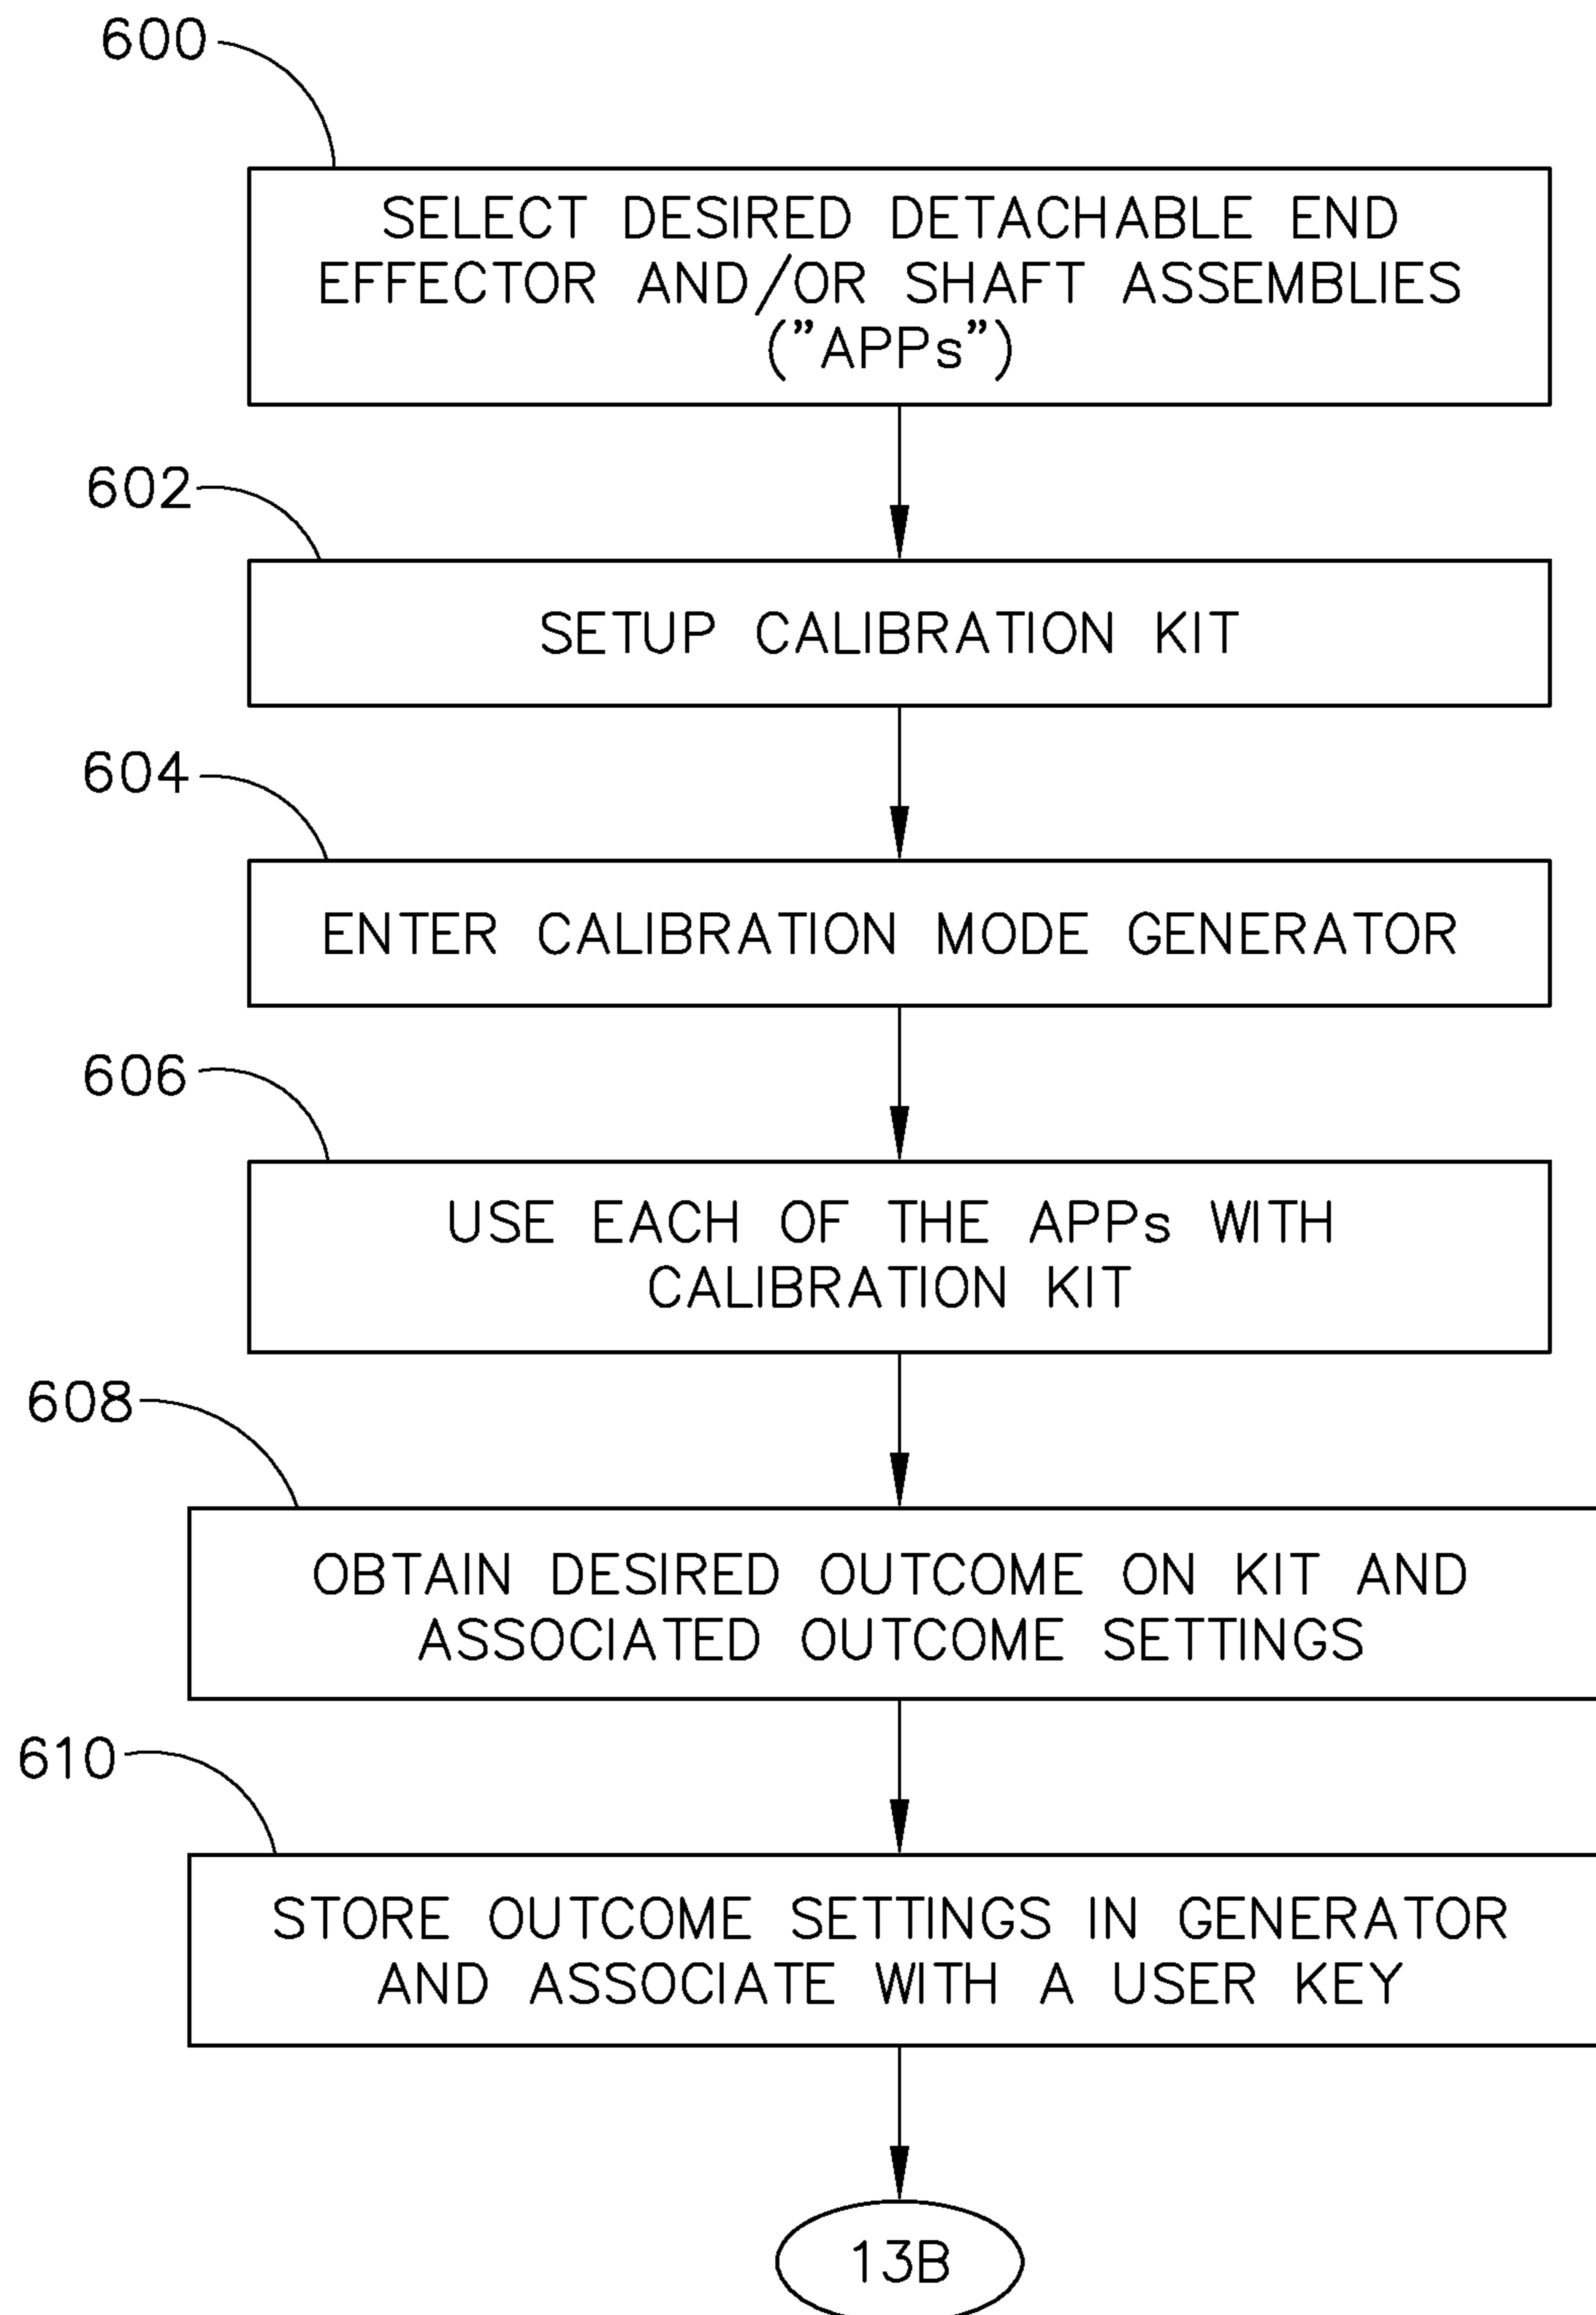 600
SELECT DESIRED DETACHABLE END
EFFECTOR AND/OR SHAFT ASSEMBLIES
(”APPs”)
602
SETUP CALIBRATION KIT
604
ENTER CALIBRATION MODE GENERATOR
606
USE EACH OF THE APPs WITH
CALIBRATION KIT
608
OBTAIN DESIRED OUTCOME ON KIT AND
ASSOCIATED OUTCOME SETTINGS
610
STORE OUTCOME SETTINGS IN GENERATOR
AND ASSOCIATE WITH A USER KEY
13B